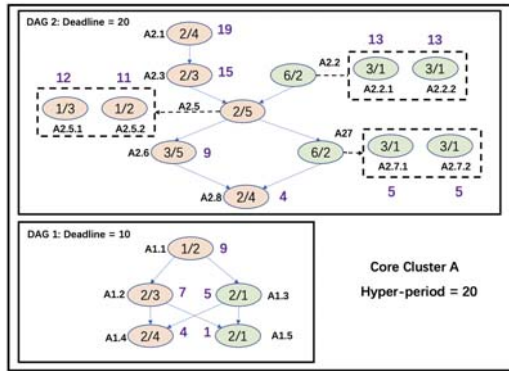 DAG 2: Deadline = 20
A2.1 2/4 19
A2.3 2/3 15
6/2 A2.2
13 13
3/1 3/1
A2.2.1 A2.2.2
12 11
1/3 1/2
A2.5.1 A2.5.2
A2.5 2/5
A2.6 3/5 9
6/2 A27
3/1 3/1
A2.7.1 A2.7.2
5 5
A2.8 2/4 4
DAG 1: Deadline = 10
A1.1 1/2 9
A1.2 2/3 7 5 2/1 A1.3
A1.4 2/4 4 1 2/1 A1.5
Core Cluster A
Hyper-period = 20